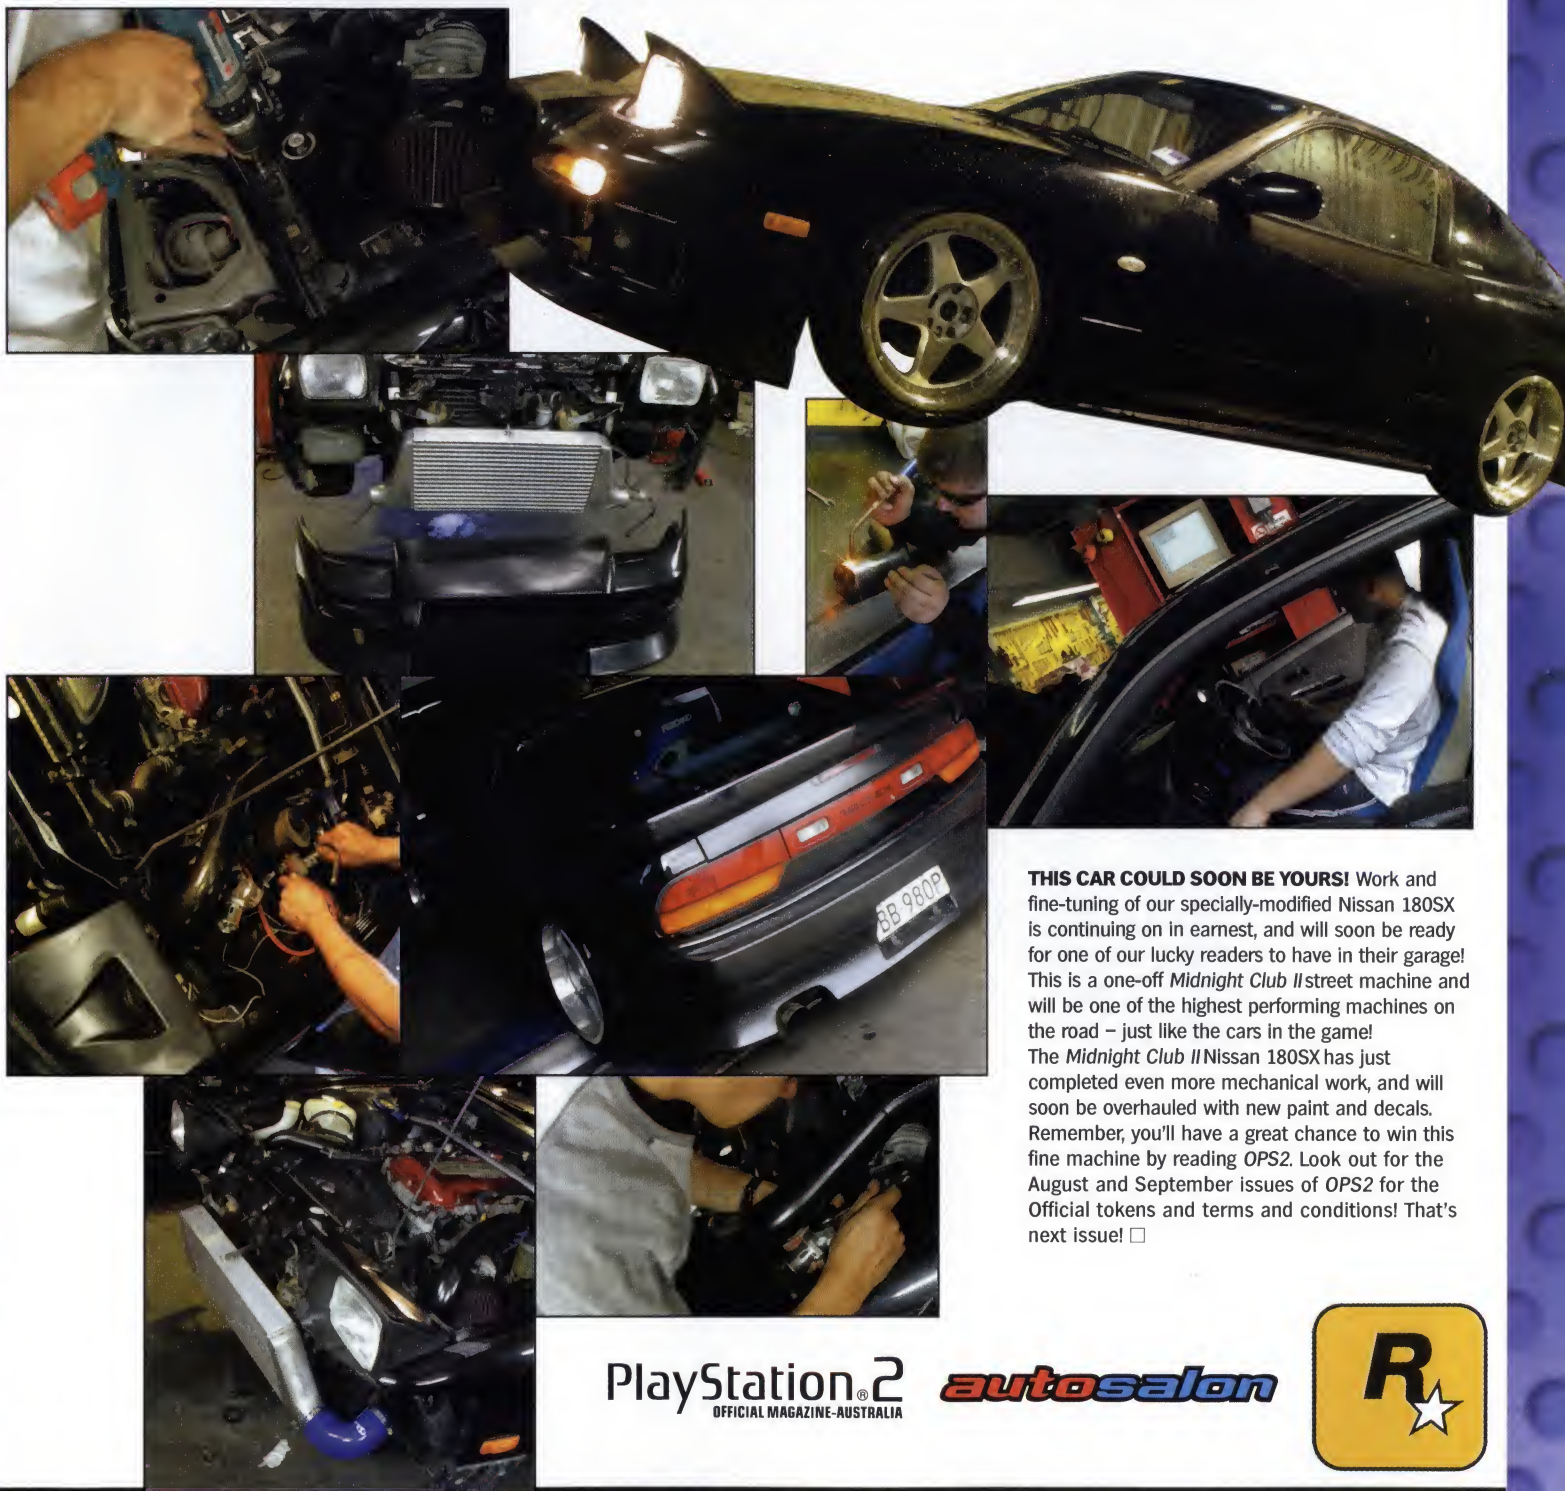 BB 980P
THIS CAR COULD SOON BE YOURS! Work and
fine-tuning of our specially-modified Nissan 180SX
is continuing on in earnest, and will soon be ready
for one of our lucky readers to have in their garage!
This is a one-off Midnight Club II street machine and
will be one of the highest performing machines on
the road – just like the cars in the game!
The Midnight Club II Nissan 180SX has just
completed even more mechanical work, and will
soon be overhauled with new paint and decals.
Remember, you'll have a great chance to win this
fine machine by reading OPS2. Look out for the
August and September issues of OPS2 for the
Official tokens and terms and conditions! That's
next issue! □
PlayStation®2
OFFICIAL MAGAZINE-AUSTRALIA
autosalon
R